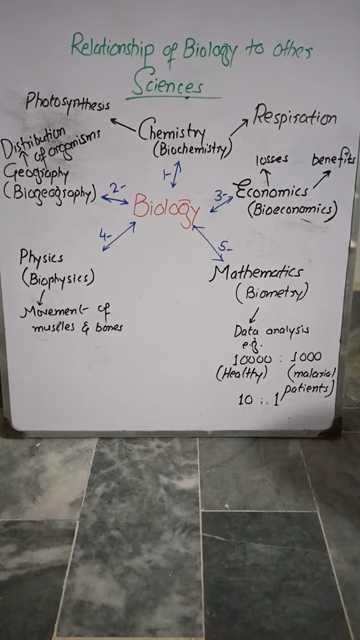 Relationship of Biology to other
Sciences
Photosynthesis
Chemistry
(Biochemistry)
Respiration
1-
Distribution
of organisms
Geography
(Biogeography)
2-
Biology
3-
losses
benefits
Economics
(Bioeconomics)
4-
Physics
(Biophysics)
Movement of
muscles & bones
5-
Mathematics
(Biometry)
Data analysis
e.g:
10000 : 1000
(Healthy) (malarial
patients)
10 : 1